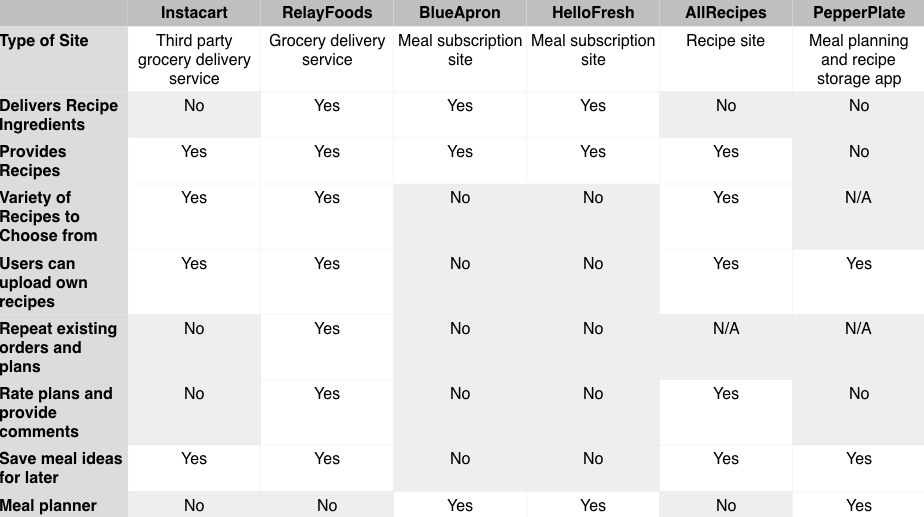 Instacart RelayFoods BlueApron HelloFresh AllRecipes PepperPlate
Type of Site Third party Grocery delivery Meal subscription Meal subscription Recipe site Meal planning
grocery delivery service site site and recipe
service storage app
Delivers Recipe No Yes Yes Yes No No
Ingredients
Provides Yes Yes Yes Yes Yes No
Recipes
Variety of Yes Yes No No Yes N/A
Recipes to
Choose from
Users can Yes Yes No No Yes Yes
upload own
recipes
Repeat existing No Yes No No N/A N/A
orders and
plans
Rate plans and No Yes No No Yes No
provide
comments
Save meal ideas Yes Yes No No Yes Yes
for later
Meal planner No No Yes Yes No Yes